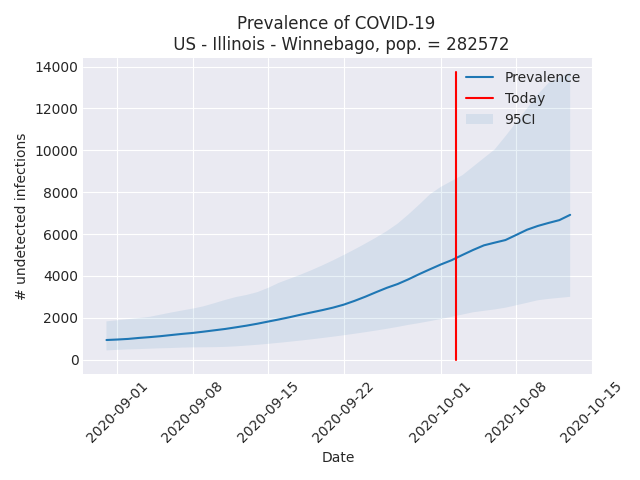 Prevalence of COVID-19
US - Illinois - Winnebago, pop. = 282572
14000
12000
10000
8000
6000
4000
2000
0
# undetected infections
Prevalence
Today
95CI
2020-09-01
2020-09-08
2020-09-15
2020-09-22
2020-10-01
2020-10-08
2020-10-15
Date